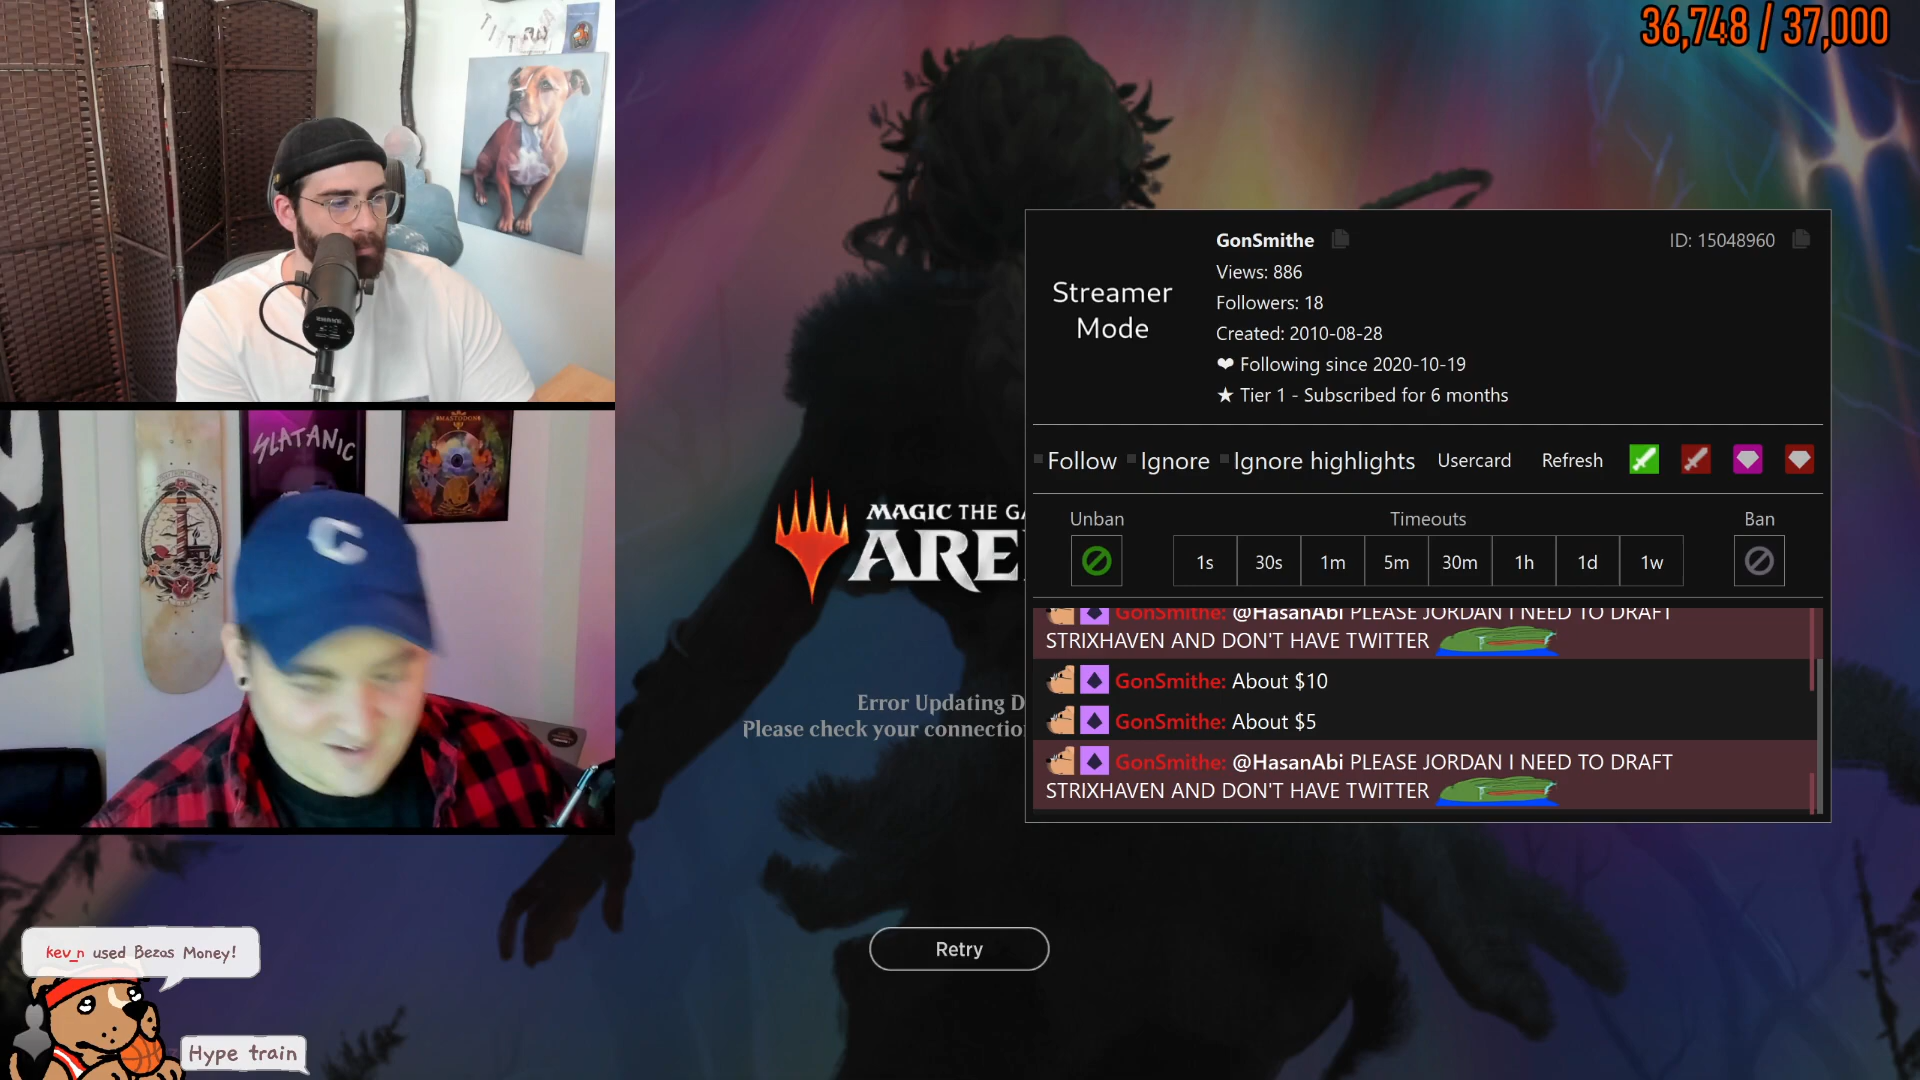 36,748 / 37,000
SLATANIC
MASTODON
C
GonSmithe
ID: 15048960
Streamer
Mode
Views: 886
Followers: 18
Created: 2010-08-28
❤ Following since 2020-10-19
★ Tier 1 - Subscribed for 6 months
Follow
Ignore
Ignore highlights
Usercard
Refresh
Unban
Timeouts
Ban
1s
30s
1m
5m
30m
1h
1d
1w
GonSmithe: @HasanAbi PLEASE JORDAN I NEED TO DRAFT
STRIXHAVEN AND DON'T HAVE TWITTER
GonSmithe: About $10
GonSmithe: About $5
GonSmithe: @HasanAbi PLEASE JORDAN I NEED TO DRAFT
STRIXHAVEN AND DON'T HAVE TWITTER
MAGIC THE GA
ARE
Error Updating D
Please check your connectio
Retry
kev_n used Bezos Money!
Hype train